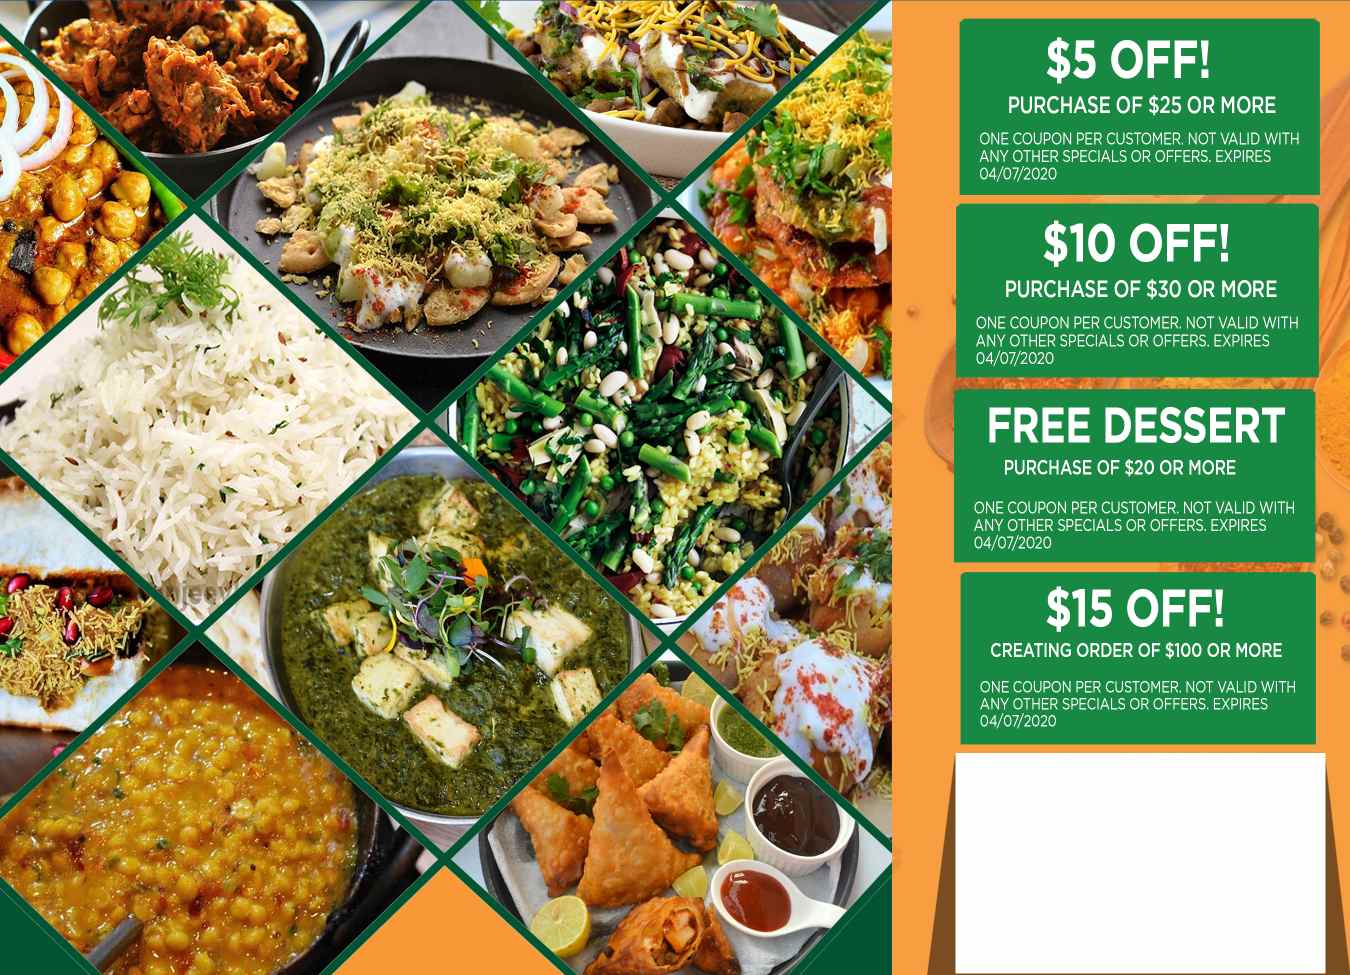 $5 OFF!
PURCHASE OF $25 OR MORE
ONE COUPON PER CUSTOMER. NOT VALID WITH
ANY OTHER SPECIALS OR OFFERS. EXPIRES
04/07/2020
$10 OFF!
PURCHASE OF $30 OR MORE
ONE COUPON PER CUSTOMER. NOT VALID WITH
ANY OTHER SPECIALS OR OFFERS. EXPIRES
04/07/2020
FREE DESSERT
PURCHASE OF $20 OR MORE
ONE COUPON PER CUSTOMER. NOT VALID WITH
ANY OTHER SPECIALS OR OFFERS. EXPIRES
04/07/2020
$15 OFF!
CREATING ORDER OF $100 OR MORE
ONE COUPON PER CUSTOMER. NOT VALID WITH
ANY OTHER SPECIALS OR OFFERS. EXPIRES
04/07/2020